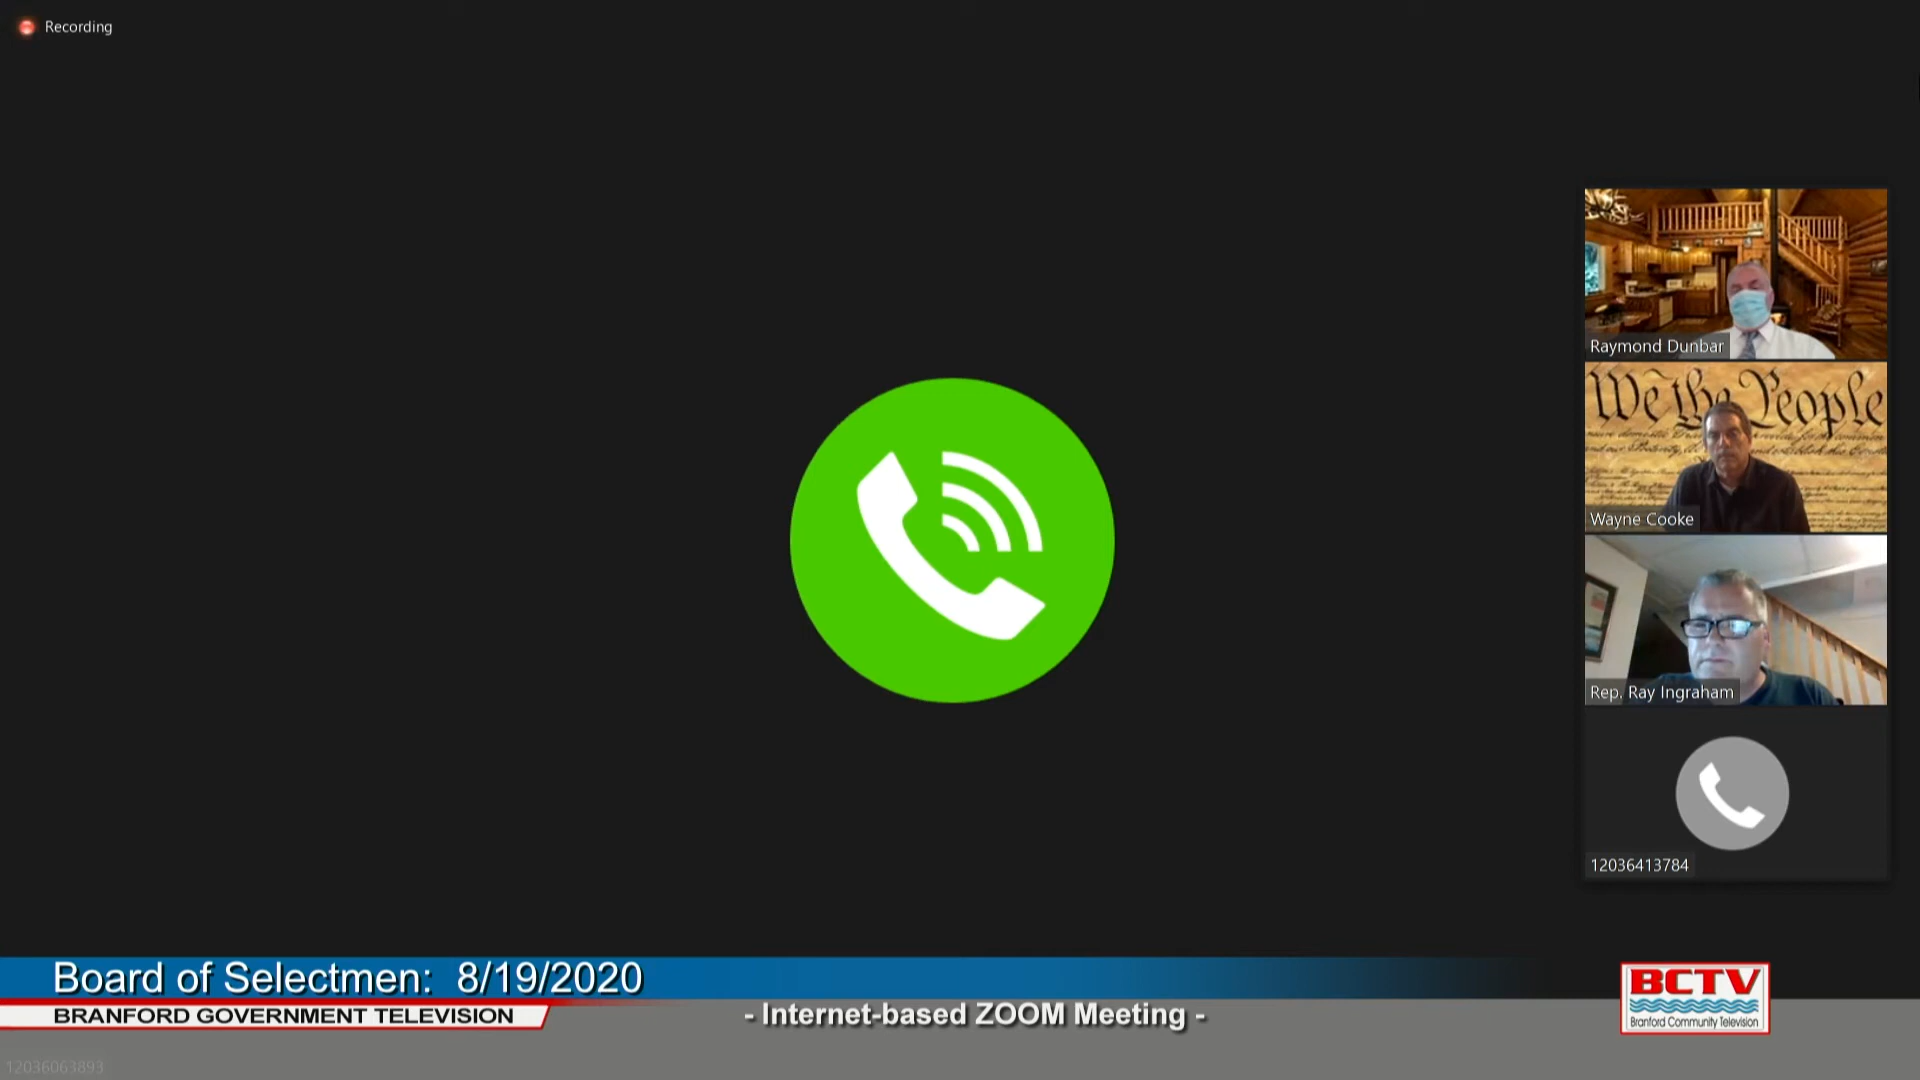 Recording
Raymond Dunbar
We the People
Wayne Cooke
Rep. Ray Ingraham
12036413784
Board of Selectmen: 8/19/2020
BRANFORD GOVERNMENT TELEVISION
- Internet-based ZOOM Meeting -
BCTV
Branford Community Television
12036063893